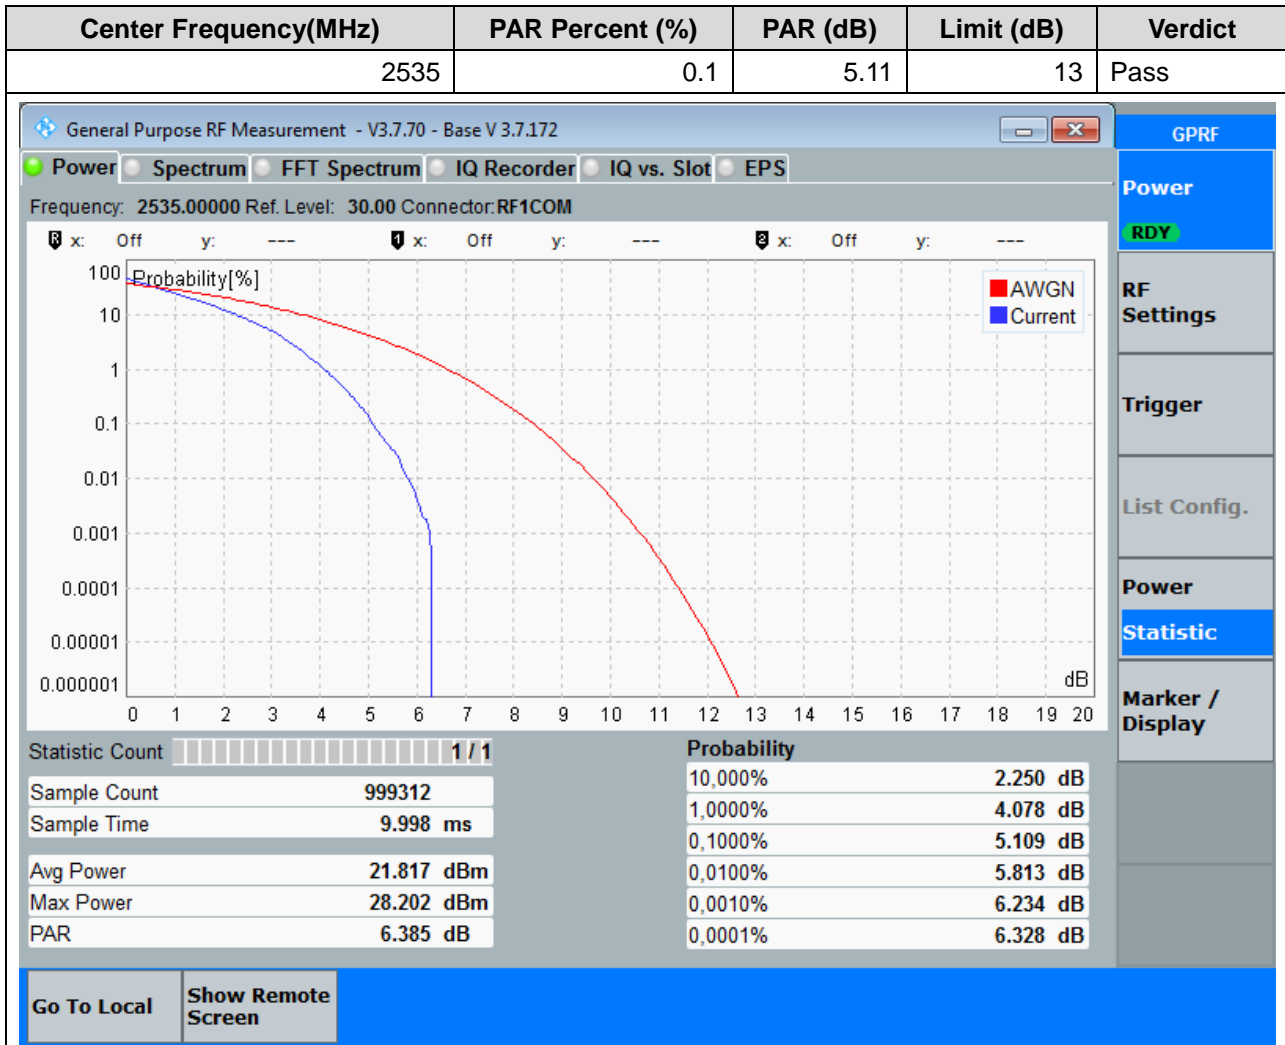 Center Frequency(MHz) PAR Percent (%) PAR (dB) Limit (dB) Verdict
2535 0.1 5.11 13 Pass
General Purpose RF Measurement - V3.7.70 - Base V 3.7.172
GPRF
Power Spectrum FFT Spectrum IQ Recorder IQ vs. Slot EPS
Frequency: 2535.00000 Ref. Level: 30.00 Connector: RF1COM
R x: Off y: --- 1 x: Off y: --- 2 x: Off y: ---
Probability[%]
100
10
1
0.1
0.01
0.001
0.0001
0.00001
0.000001
AWGN
Current
dB
0 1 2 3 4 5 6 7 8 9 10 11 12 13 14 15 16 17 18 19 20
Statistic Count 1 / 1
Sample Count 999312
Sample Time 9.998 ms
Avg Power 21.817 dBm
Max Power 28.202 dBm
PAR 6.385 dB
Probability
10,000% 2.250 dB
1,0000% 4.078 dB
0,1000% 5.109 dB
0,0100% 5.813 dB
0,0010% 6.234 dB
0,0001% 6.328 dB
Power
RDY
RF
Settings
Trigger
List Config.
Power
Statistic
Marker /
Display
Go To Local
Show Remote
Screen